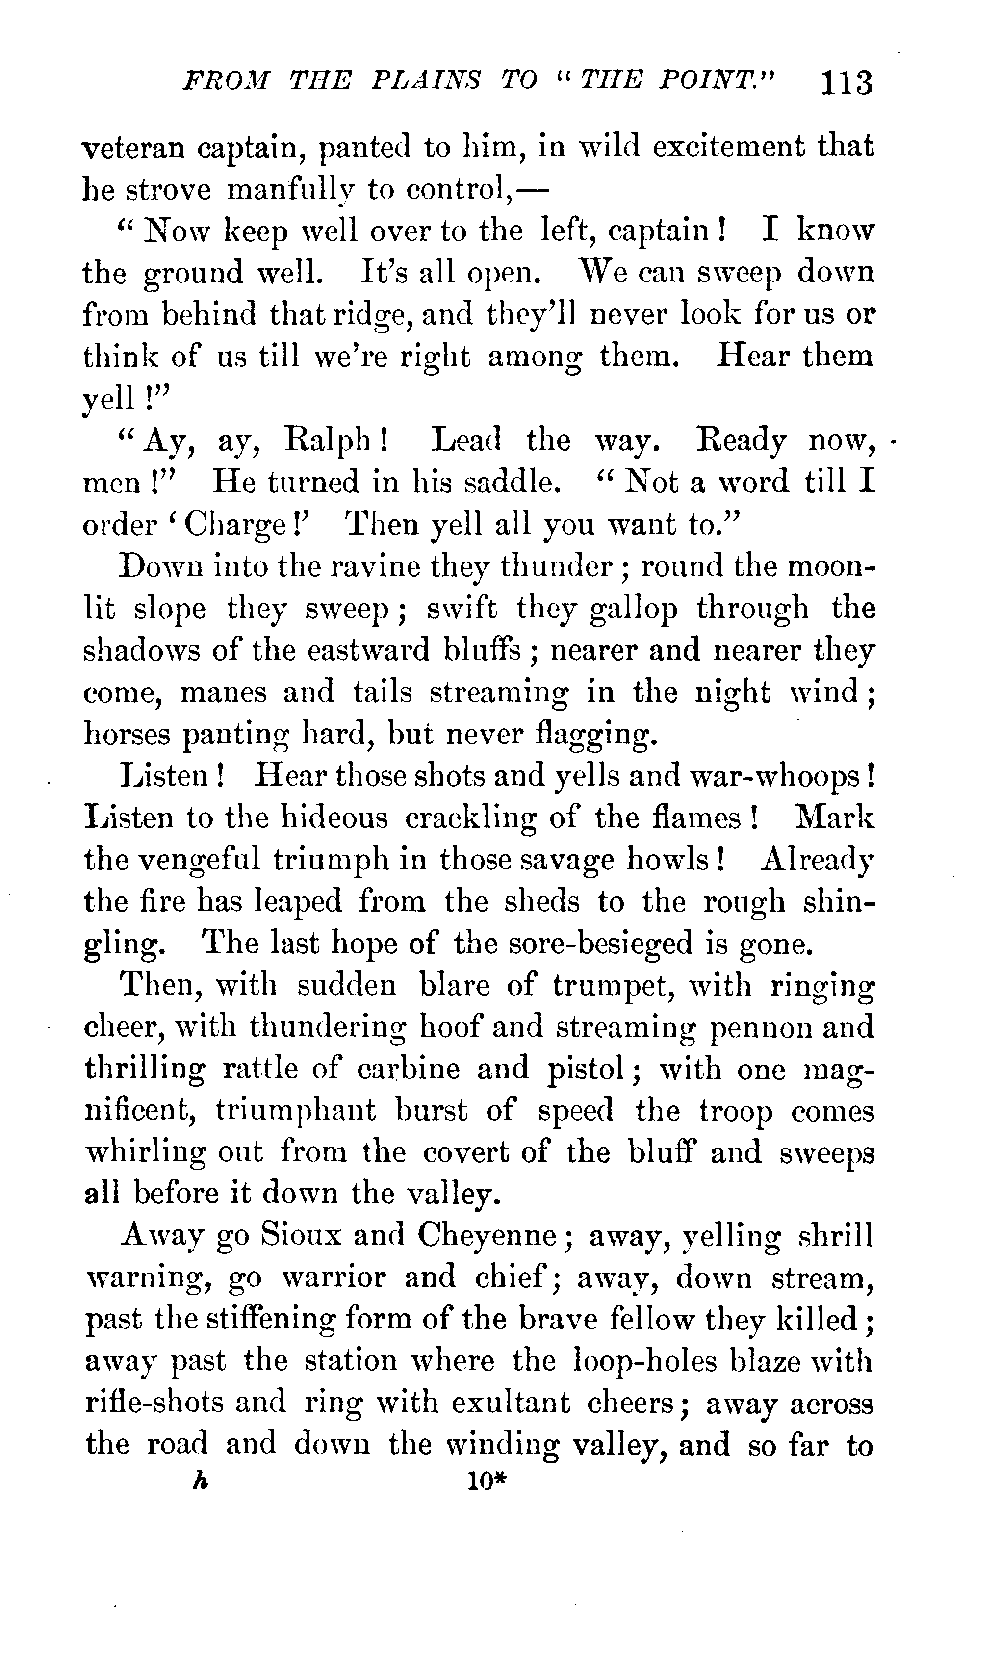 FROM THE PLAINS TO " THE POINT." 113
veteran captain, panted to him, in wild excitement that
he strove manfully to control,—
" Now keep well over to the left, captain ! I know
the ground well. It's all open. We can sweep down
from behind that ridge, and they'll never look for us or
think of us till we're right among them. Hear them
yell !"
" Ay, ay, Ralph ! Lead the way. Ready now,
men !" He turned in his saddle. " Not a word till I
order ' Charge !' Then yell all you want to."
Down into the ravine they thunder ; round the moon-
lit slope they sweep ; swift they gallop through the
shadows of the eastward bluffs ; nearer and nearer they
come, manes and tails streaming in the night wind ;
horses panting hard, but never flagging.
Listen ! Hear those shots and yells and war-whoops !
Listen to the hideous crackling of the flames ! Mark
the vengeful triumph in those savage howls ! Already
the fire has leaped from the sheds to the rough shin-
gling. The last hope of the sore-besieged is gone.
Then, with sudden blare of trumpet, with ringing
cheer, with thundering hoof and streaming pennon and
thrilling rattle of carbine and pistol ; with one mag-
nificent, triumphant burst of speed the troop comes
whirling out from the covert of the bluff and sweeps
all before it down the valley.
Away go Sioux and Cheyenne ; away, yelling shrill
warning, go warrior and chief ; away, down stream,
past the stiffening form of the brave fellow they killed ;
away past the station where the loop-holes blaze with
rifle-shots and ring with exultant cheers ; away across
the road and down the winding valley, and so far to
h 10*